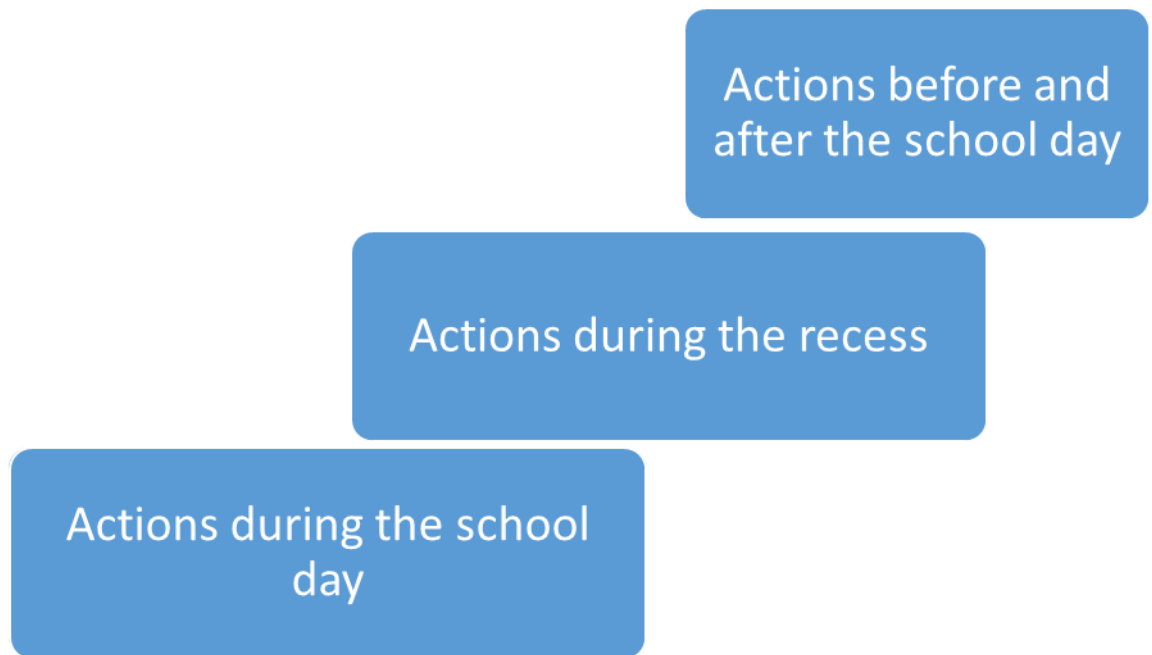 Actions before and
after the school day
Actions during the recess
Actions during the school
day